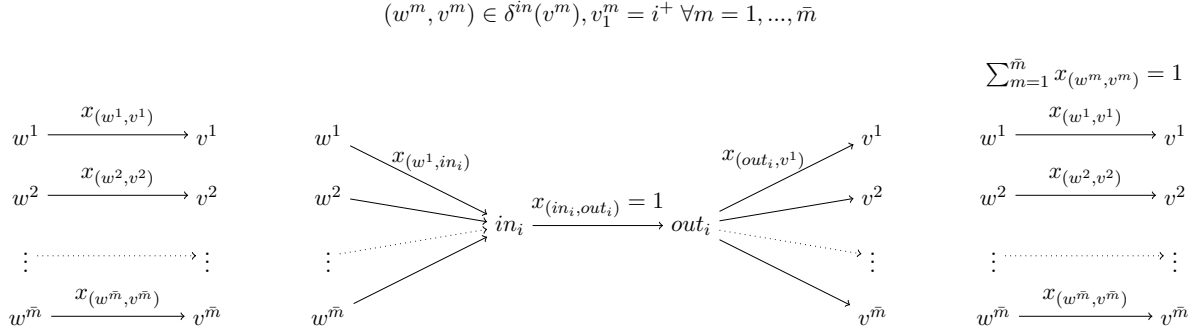 (w^m, v^m) ∈ δ^{in}(v^m), v_1^m = i^+ ∀m = 1, ..., m̄
∑_{m=1}^{m̄} x_{(w^m,v^m)} = 1
w^1 x_{(w^1,v^1)} v^1
w^2 x_{(w^2,v^2)} v^2
⋮ ⋮
w^{m̄} x_{(w^{m̄},v^{m̄})} v^{m̄}
w^1 x_{(w^1,in_i)}
w^2
⋮
w^{m̄}
in_i x_{(in_i,out_i)} = 1 out_i
x_{(out_i,v^1)} v^1
v^2
⋮
v^{m̄}
w^1 x_{(w^1,v^1)} v^1
w^2 x_{(w^2,v^2)} v^2
⋮ ⋮
w^{m̄} x_{(w^{m̄},v^{m̄})} v^{m̄}